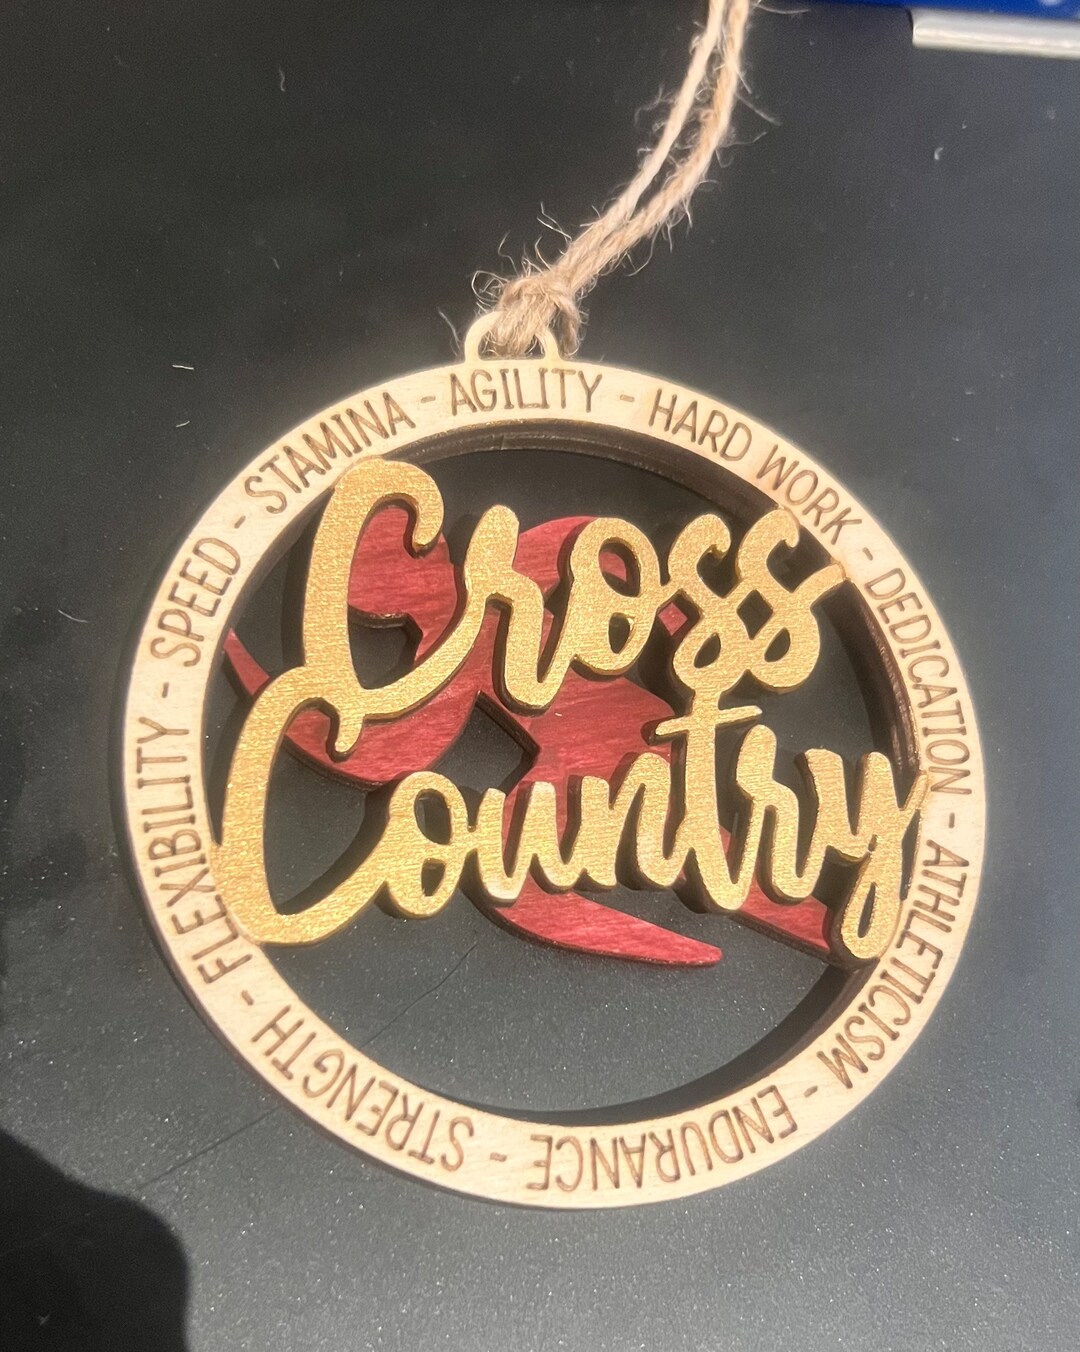 Cross
Country
AGILITY - HARD WORK - DEDICATION - ATHLETICISM - ENDURANCE - STRENGTH - FLEXIBILITY - SPEED - STAMINA -